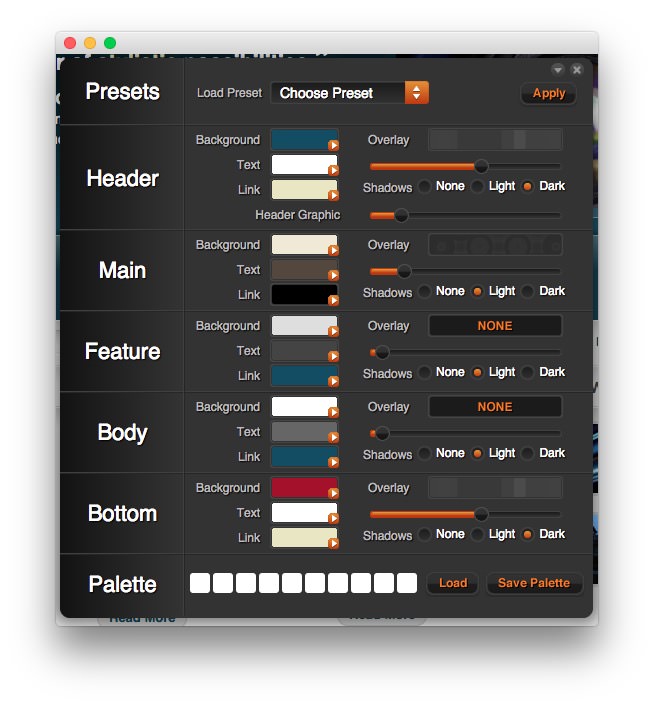 Presets
Load Preset Choose Preset Apply
Header
Background Overlay
Text
Link Shadows None Light Dark
Header Graphic
Main
Background Overlay
Text
Link Shadows None Light Dark
Feature
Background Overlay NONE
Text
Link Shadows None Light Dark
Body
Background Overlay NONE
Text
Link Shadows None Light Dark
Bottom
Background Overlay
Text
Link Shadows None Light Dark
Palette Load Save Palette
Read More Read More